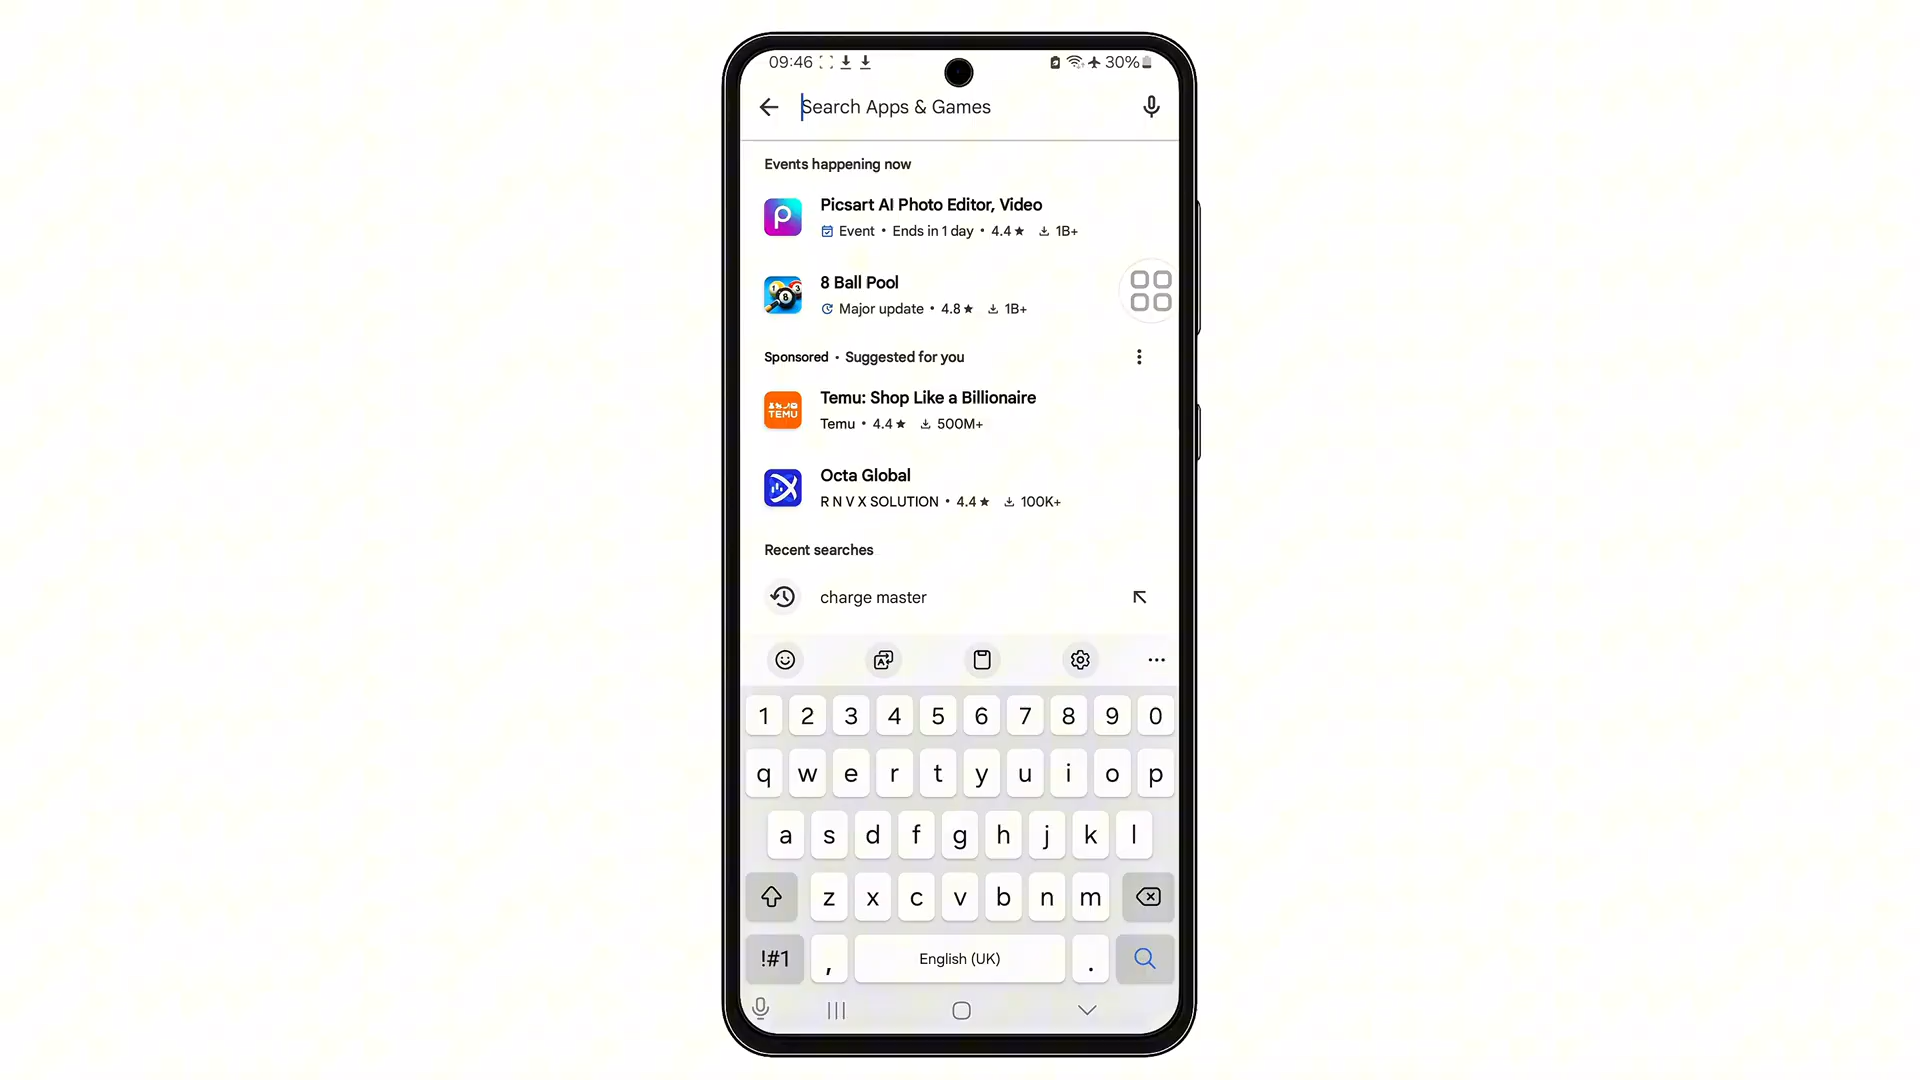 09:46 30%
Search Apps & Games
Events happening now
Picsart AI Photo Editor, Video
Event • Ends in 1 day • 4.4★ 1B+
8 Ball Pool
Major update • 4.8★ 1B+
Sponsored • Suggested for you
TEMU
Temu: Shop Like a Billionaire
Temu • 4.4★ 500M+
Octa Global
R N V X SOLUTION • 4.4★ 100K+
Recent searches
charge master
1 2 3 4 5 6 7 8 9 0
q w e r t y u i o p
a s d f g h j k l
z x c v b n m
!#1 , English (UK) .